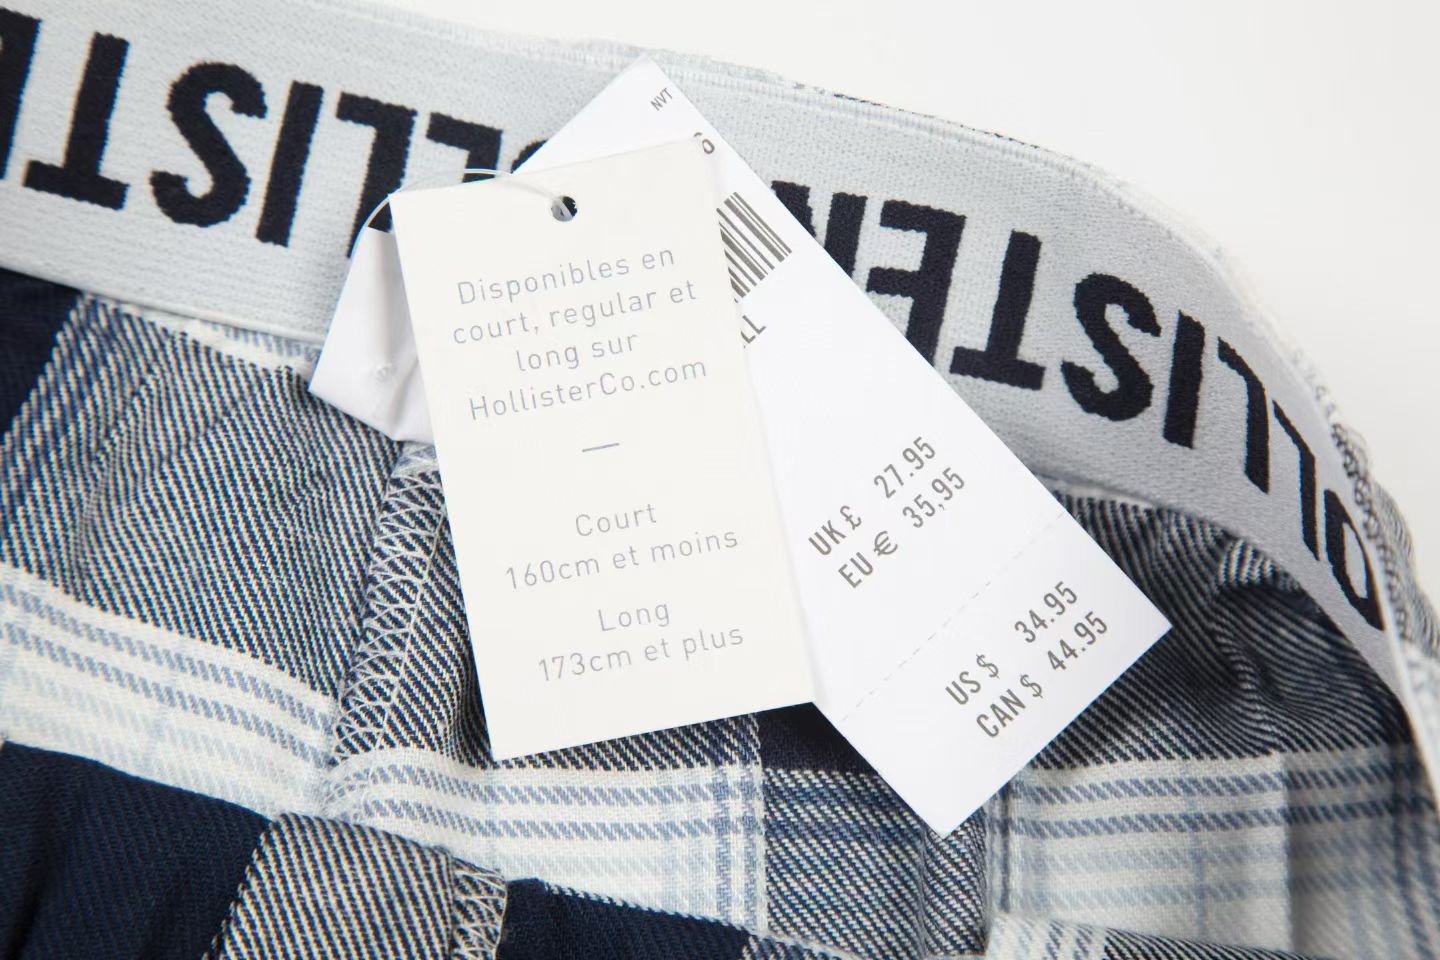 Disponibles en
court, regular et
long sur
HollisterCo.com
—
Court
160cm et moins
Long
173cm et plus
NVT
UK £ 27.95
EU € 35,95
US $ 34.95
CAN $ 44.95